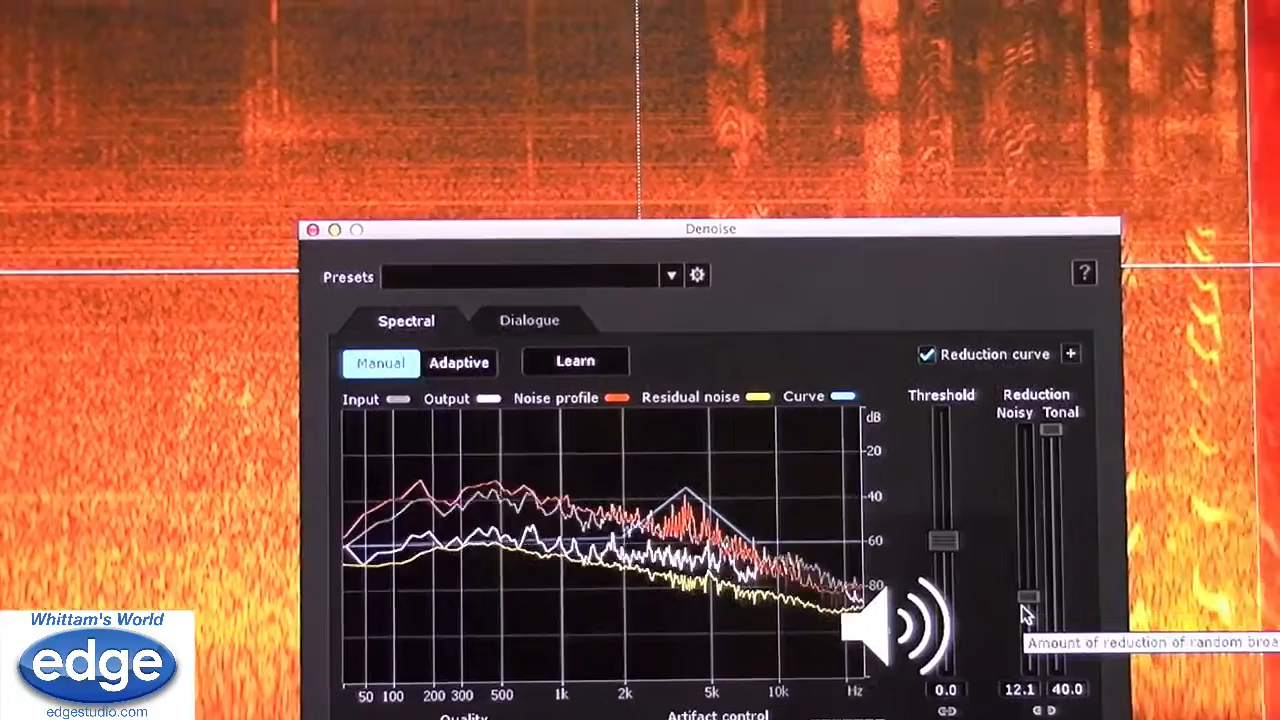 Denoise
Presets
?
Spectral
Dialogue
Manual
Adaptive
Learn
Reduction curve
+
Input
Output
Noise profile
Residual noise
Curve
Threshold
Reduction
Noisy
Tonal
dB
-20
-40
-60
-80
50 100 200 300 500 1k 2k 5k 10k Hz
0.0
12.1
40.0
Amount of reduction of random broa
Quality
Artifact control
Whittam's World
edge
edgestudio.com